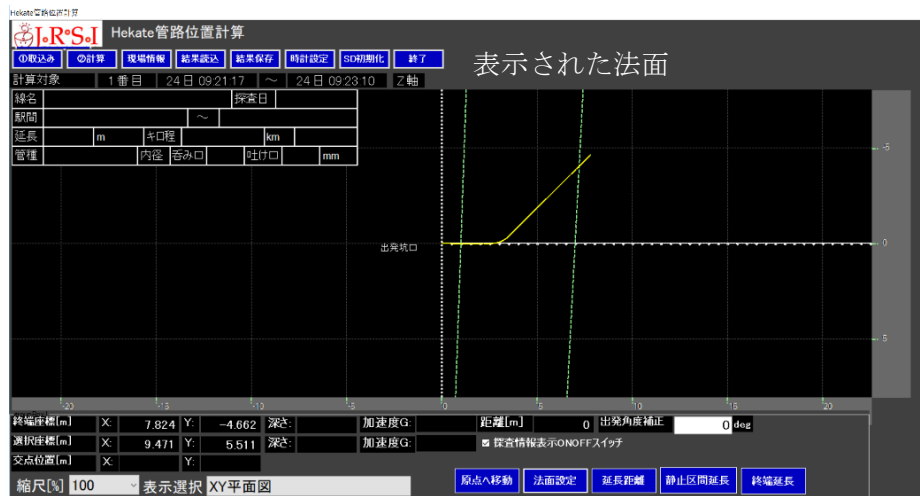 Hekate管路位置計算
J.R.S.I Hekate管路位置計算
①取込み ②計算 現場情報 結果読込 結果保存 時計設定 SD初期化 終了
表示された法面
計算対象 1番目 24日 09:21:17 ～ 24日 09:23:10 Z軸
線名 探査日
駅間 ～
延長 m キロ程 km
管種 内径 呑み口 吐け口 mm
-5
出発坑口
0
5
-20 -15 -10 -5 0 5 10 15 20
終端座標[m] X: 7.824 Y: -4.662 深さ: 加速度G: 距離[m] 0 出発角度補正 0 deg
選択座標[m] X: 9.471 Y: 5.511 深さ: 加速度G: 探査情報表示ONOFFスイッチ
交点位置[m] X: Y:
縮尺[%] 100 表示選択 XY平面図
原点へ移動 法面設定 延長距離 静止区間延長 終端延長